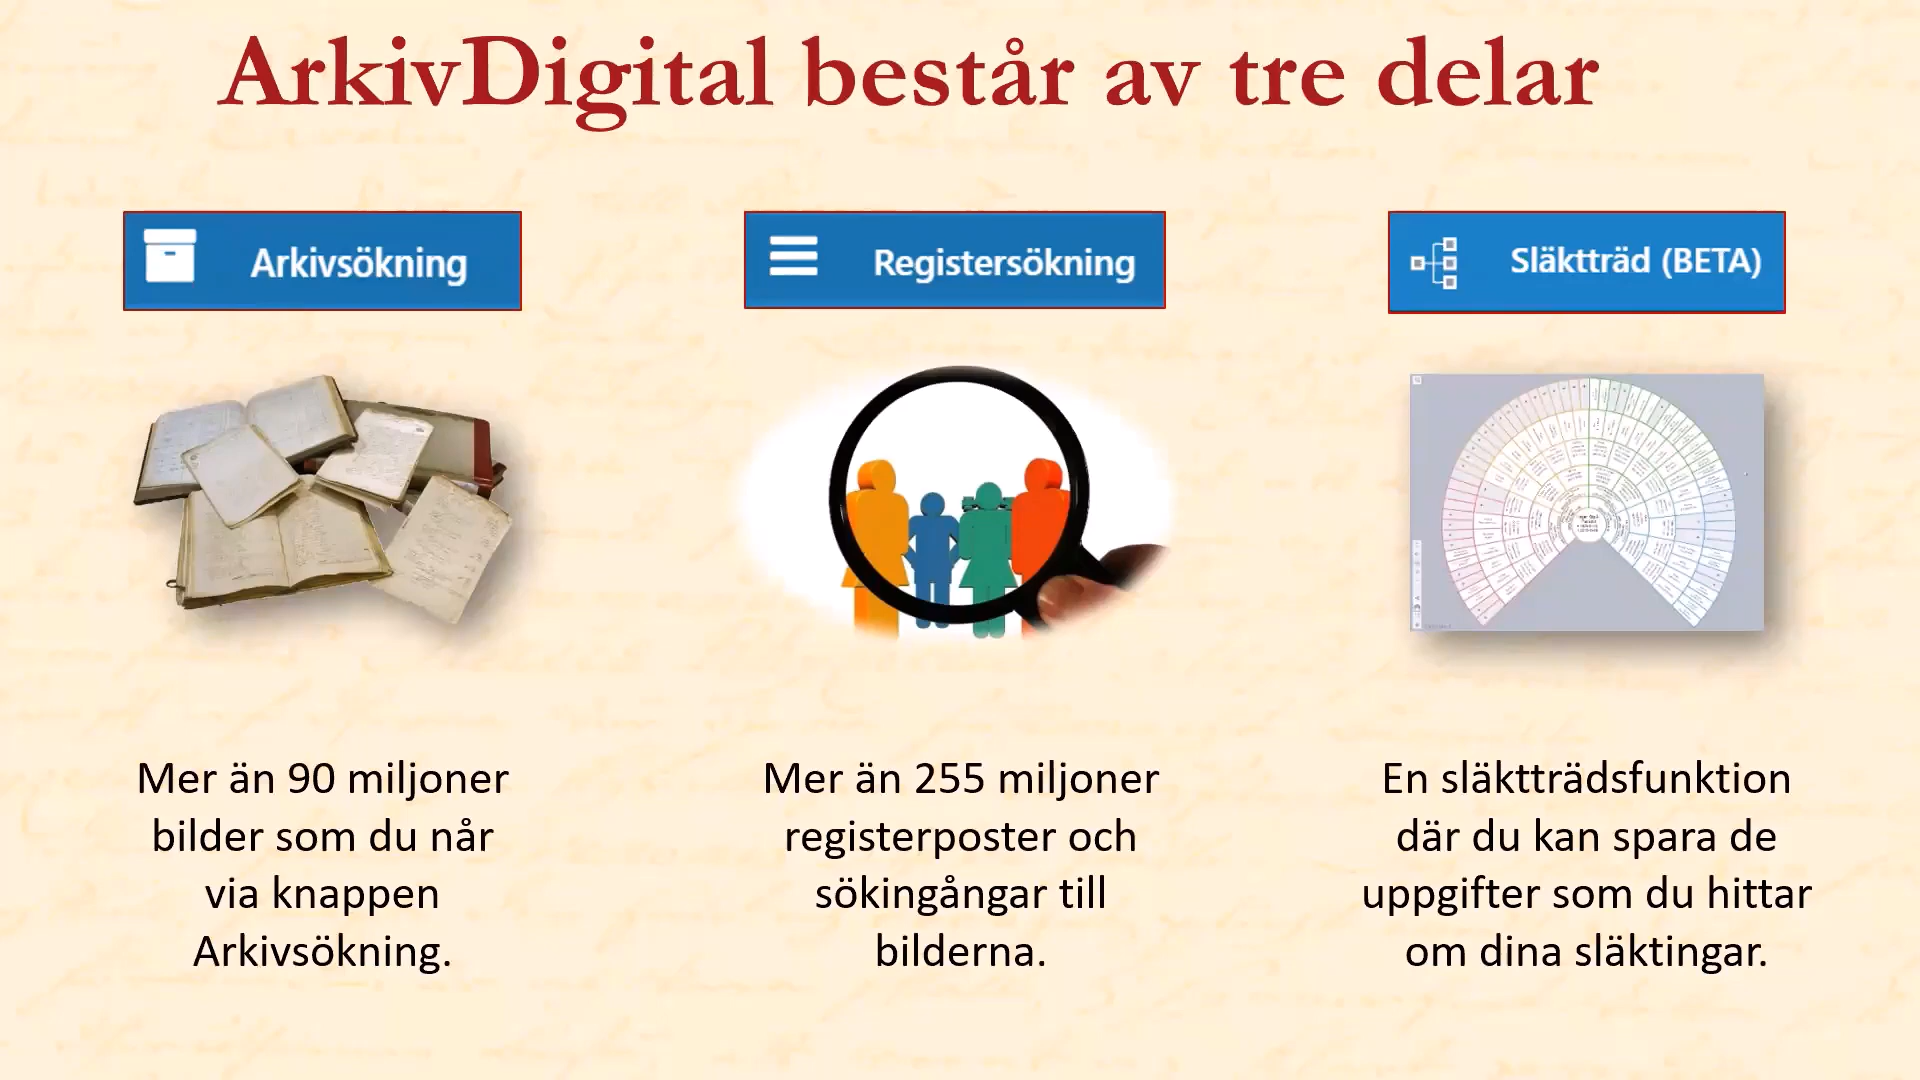 ArkivDigital består av tre delar
Arkivsökning
Registersökning
Släktträd (BETA)
Mer än 90 miljoner
bilder som du når
via knappen
Arkivsökning.
Mer än 255 miljoner
registerposter och
sökingångar till
bilderna.
En släktträdsfunktion
där du kan spara de
uppgifter som du hittar
om dina släktingar.